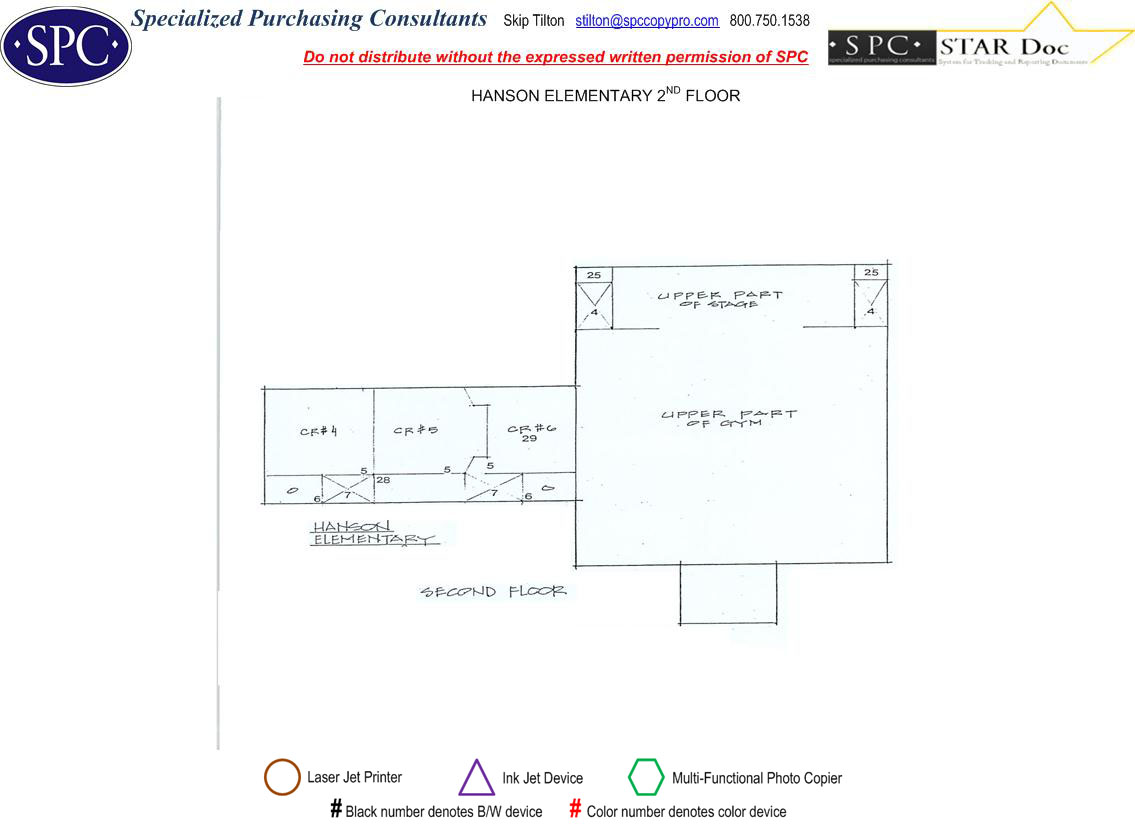 SPC
Specialized Purchasing Consultants Skip Tilton stilton@spccopypro.com 800.750.1538
Do not distribute without the expressed written permission of SPC
SPC STAR Doc
specialized purchasing consultants System for Tracking and Reporting Documents
HANSON ELEMENTARY 2ND FLOOR
25 25
UPPER PART
OF STAGE
4 4
UPPER PART
OF GYM
CR#4 CR#5 CR#6
29
5 5 5
28
6 7 7 6
HANSON
ELEMENTARY
SECOND FLOOR
Laser Jet Printer Ink Jet Device Multi-Functional Photo Copier
# Black number denotes B/W device # Color number denotes color device